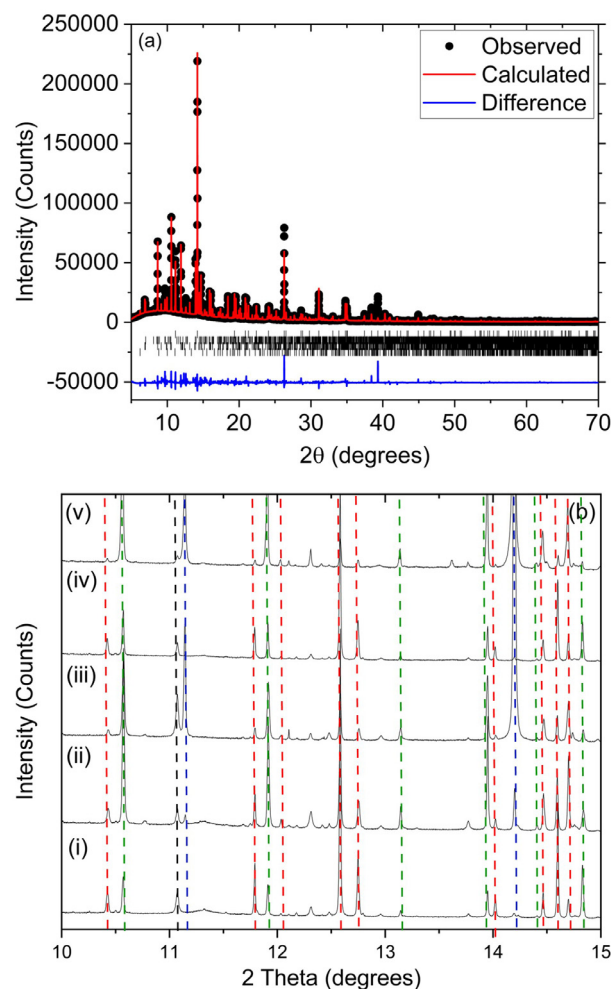 (a)
Observed
Calculated
Difference
250000
200000
150000
100000
50000
0
-50000
Intensity (Counts)
10 20 30 40 50 60 70
2θ (degrees)
(v) (b)
(iv)
(iii)
(ii)
(i)
Intensity (Counts)
10 11 12 13 14 15
2 Theta (degrees)